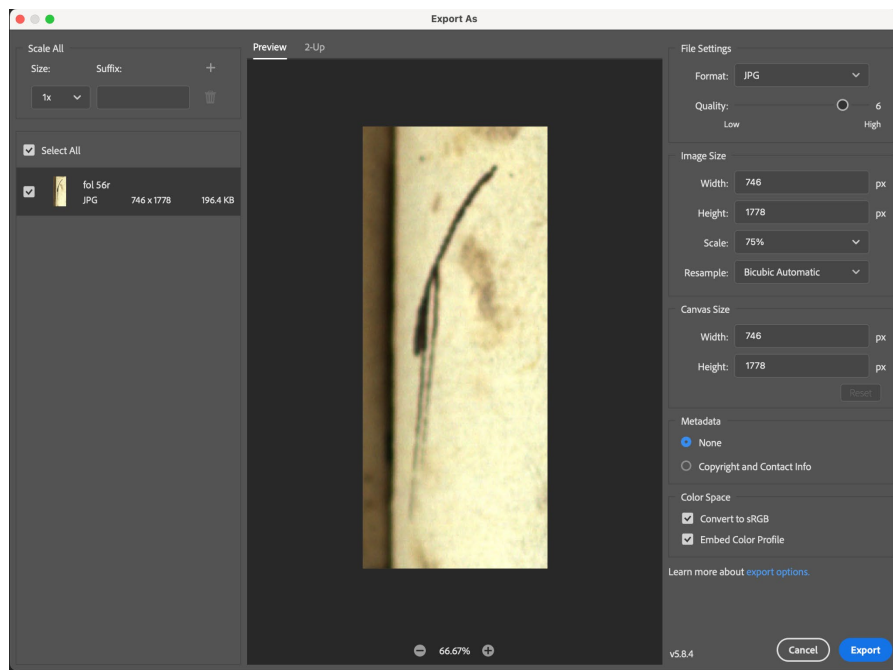 Export As
Scale All
Size: Suffix: +
1x
Select All
fol 56r
JPG 746 x 1778 196.4 KB
Preview 2-Up
66.67%
File Settings
Format: JPG
Quality: 6
Low High
Image Size
Width: 746 px
Height: 1778 px
Scale: 75%
Resample: Bicubic Automatic
Canvas Size
Width: 746 px
Height: 1778 px
Reset
Metadata
None
Copyright and Contact Info
Color Space
Convert to sRGB
Embed Color Profile
Learn more about export options.
v5.8.4 Cancel Export